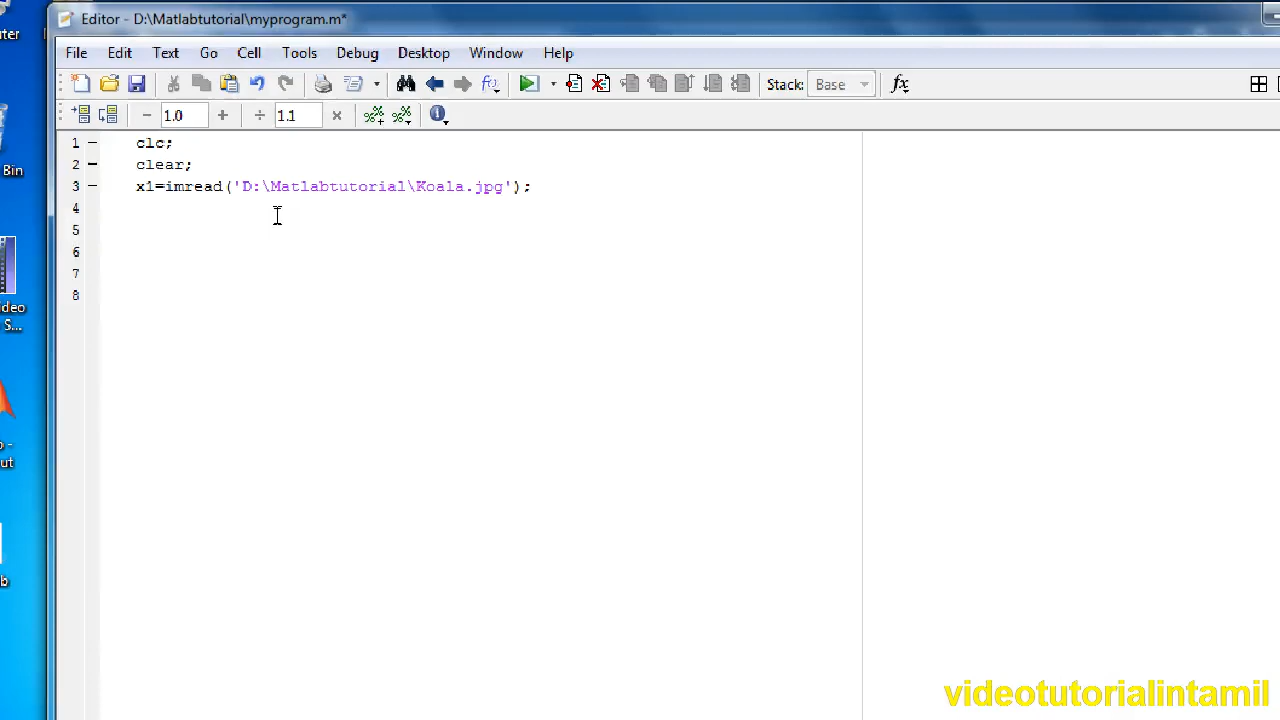 Editor - D:\Matlabtutorial\myprogram.m*
File Edit Text Go Cell Tools Debug Desktop Window Help
Stack: Base fx
− 1.0 + ÷ 1.1 ×
1 – clc;
2 – clear;
3 – x1=imread('D:\Matlabtutorial\Koala.jpg');
4
5
6
7
8
Bin
S...
videotutorialintamil